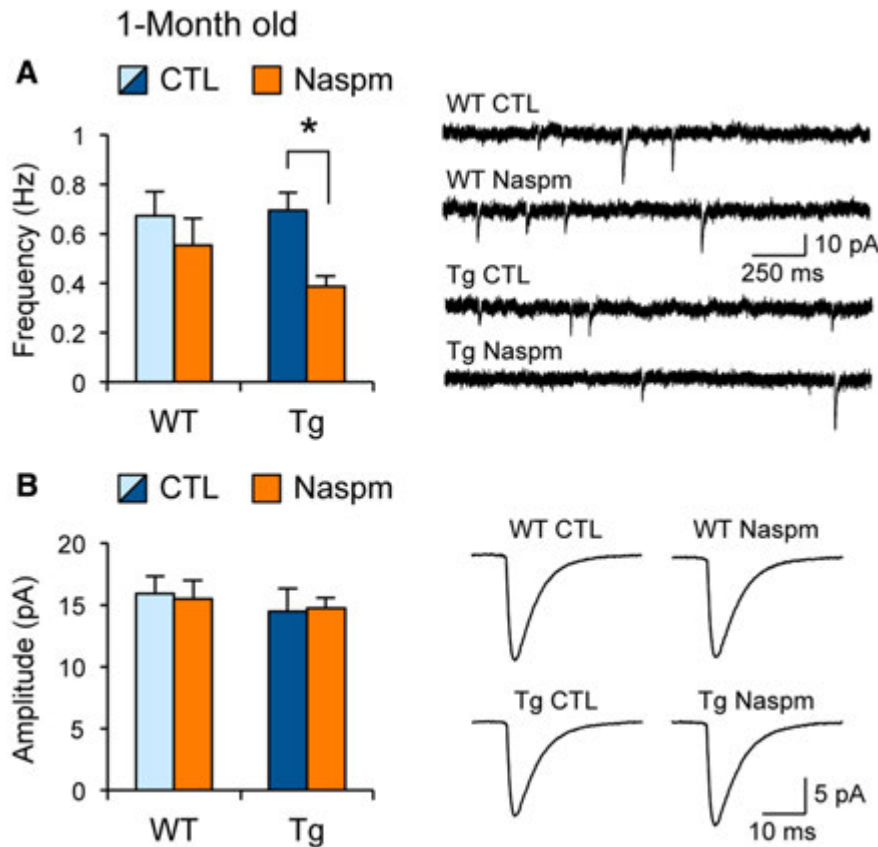 1-Month old
A
CTL Naspm
*
Frequency (Hz)
1
0.8
0.6
0.4
0.2
0
WT Tg
WT CTL
WT Naspm
10 pA
250 ms
Tg CTL
Tg Naspm
B
CTL Naspm
Amplitude (pA)
20
15
10
5
0
WT Tg
WT CTL WT Naspm
Tg CTL Tg Naspm
5 pA
10 ms